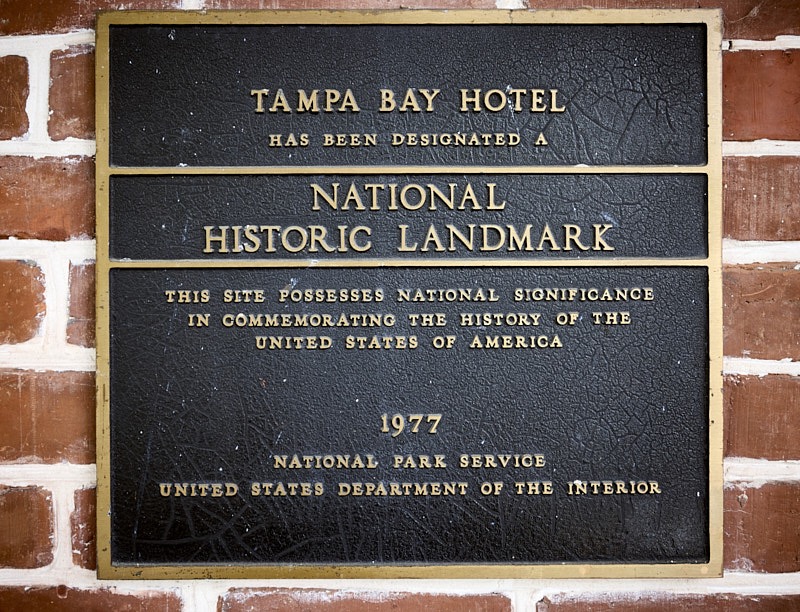 TAMPA BAY HOTEL
HAS BEEN DESIGNATED A
NATIONAL
HISTORIC LANDMARK
THIS SITE POSSESSES NATIONAL SIGNIFICANCE
IN COMMEMORATING THE HISTORY OF THE
UNITED STATES OF AMERICA
1977
NATIONAL PARK SERVICE
UNITED STATES DEPARTMENT OF THE INTERIOR